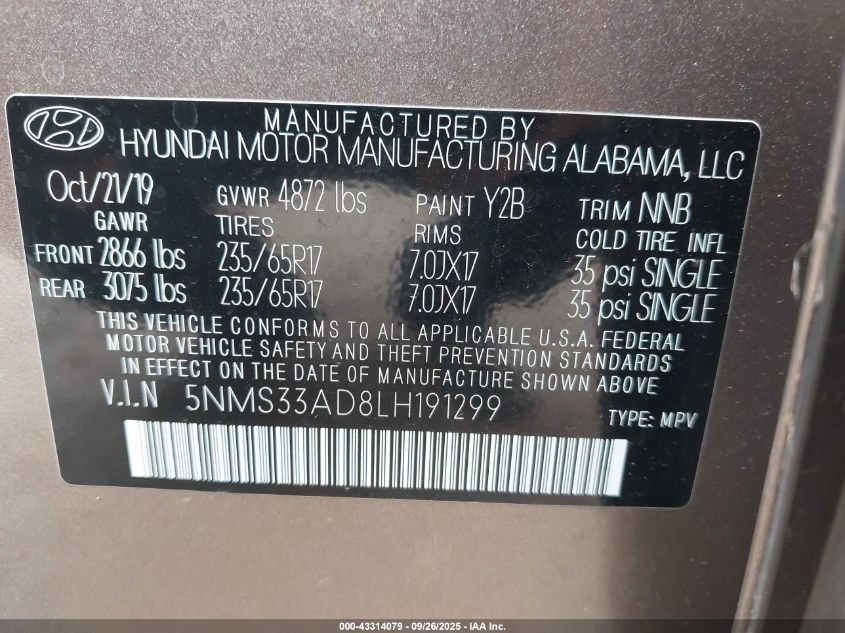 MANUFACTURED BY
HYUNDAI MOTOR MANUFACTURING ALABAMA, LLC
Oct/21/19 GVWR 4872 lbs PAINT Y2B TRIM NNB
GAWR TIRES RIMS COLD TIRE INFL
FRONT 2866 lbs 235/65R17 7.0JX17 35 psi SINGLE
REAR 3075 lbs 235/65R17 7.0JX17 35 psi SINGLE
THIS VEHICLE CONFORMS TO ALL APPLICABLE U.S.A. FEDERAL
MOTOR VEHICLE SAFETY AND THEFT PREVENTION STANDARDS
IN EFFECT ON THE DATE OF MANUFACTURE SHOWN ABOVE.
V.I.N 5NMS33AD8LH191299 TYPE: MPV
000-43314079 - 09/26/2025 - IAA Inc.